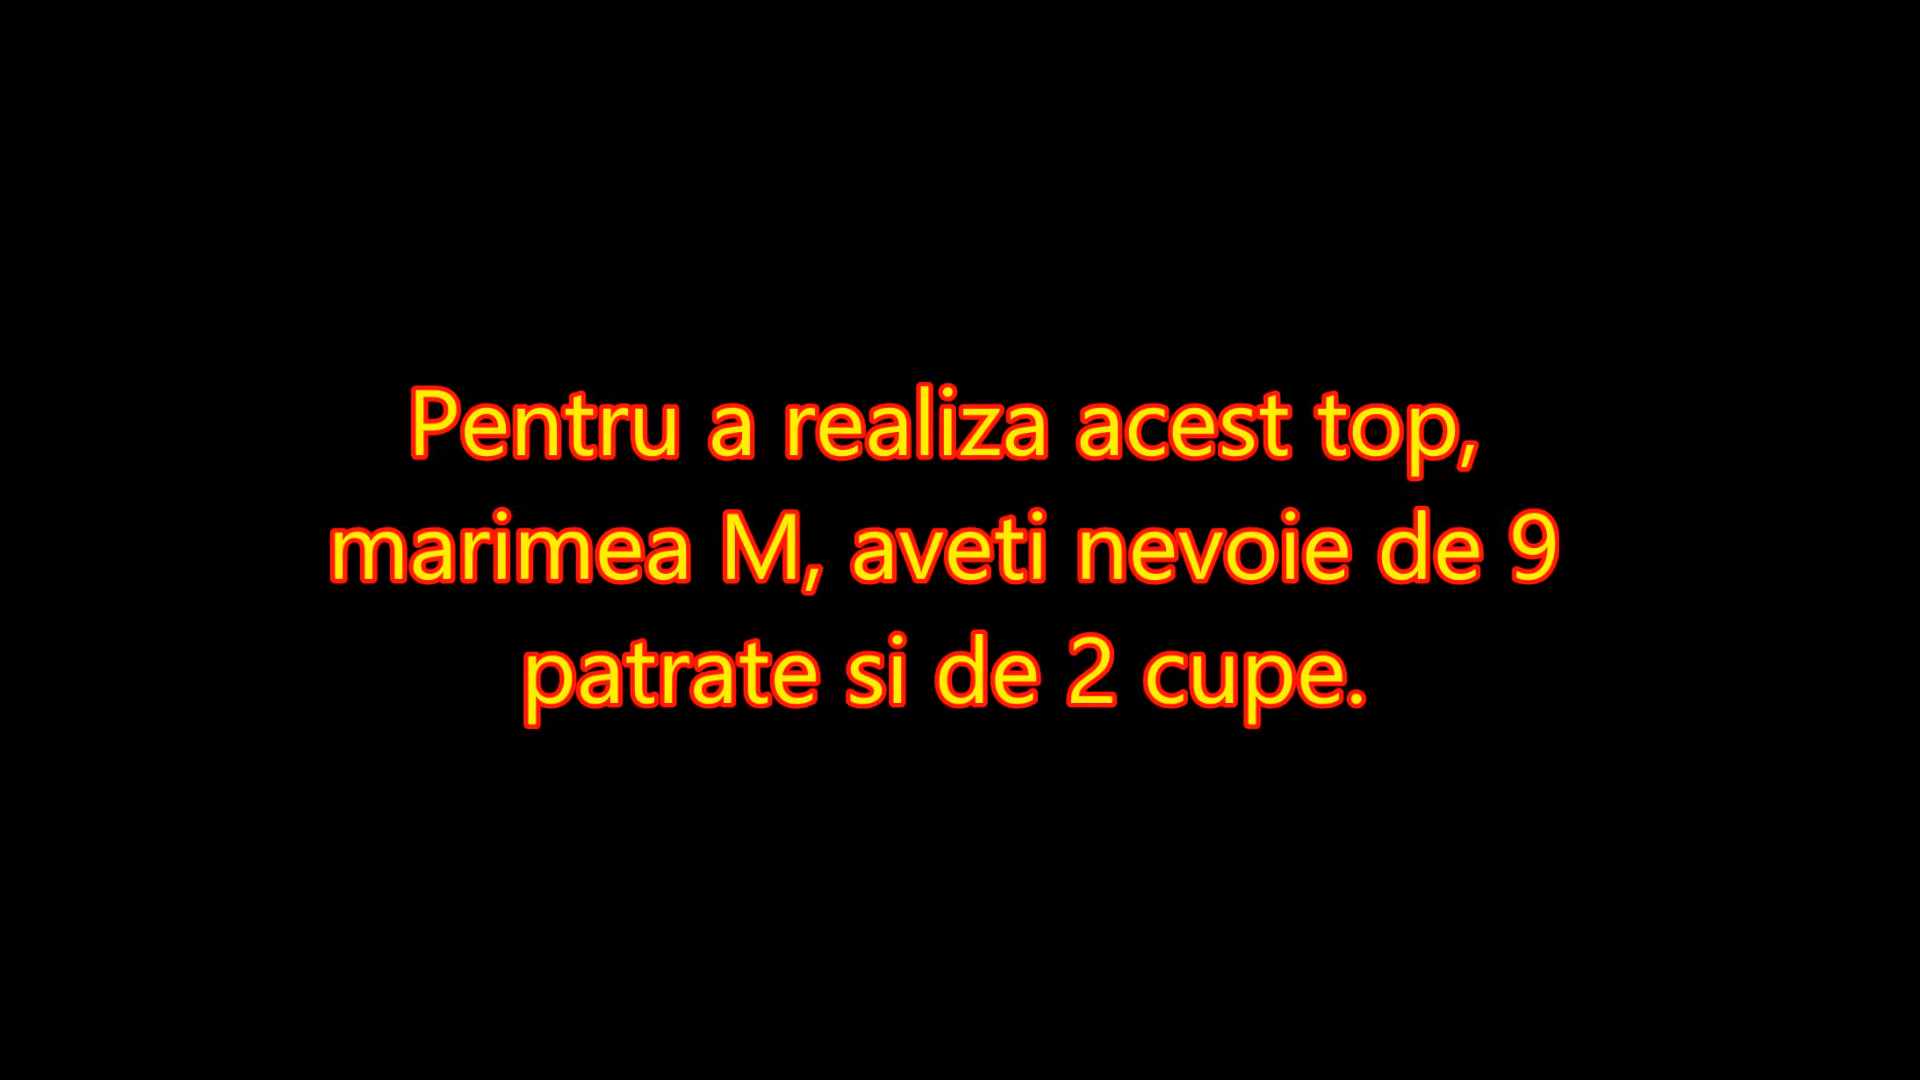 Pentru a realiza acest top,
marimea M, aveti nevoie de 9
patrate si de 2 cupe.